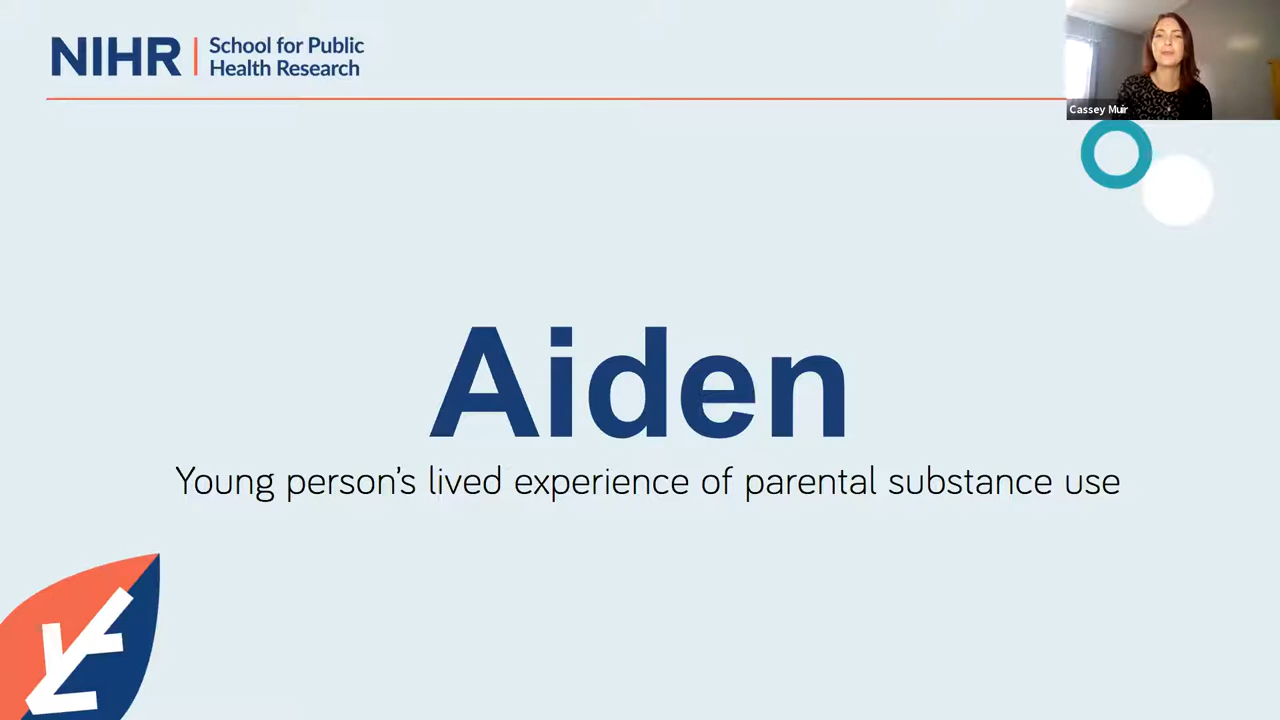 NIHR | School for Public
Health Research
Cassey Muir
Aiden
Young person's lived experience of parental substance use